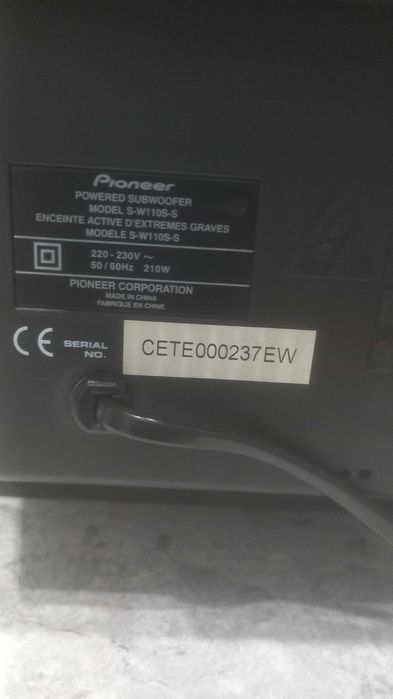 Pioneer
POWERED SUBWOOFER
MODEL S-W110S-S
ENCEINTE ACTIVE D'EXTREMES GRAVES
MODELE S-W110S-S
220 - 230V ~
50 / 60Hz 210W
PIONEER CORPORATION
MADE IN CHINA
FABRIQUE EN CHINE
CE SERIAL NO. CETE000237EW